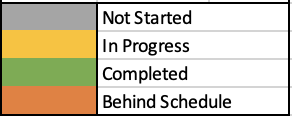 Not Started
In Progress
Completed
Behind Schedule